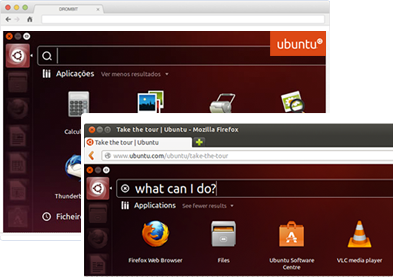 DROMBIT
ubuntu
Aplicações Ver menos resultados
Calcul
Thunderb
Ficheir
Take the tour | Ubuntu - Mozilla Firefox
Take the tour | Ubuntu
www.ubuntu.com/ubuntu/take-the-tour
what can I do?
Applications See fewer results
Firefox Web Browser Files Ubuntu Software Centre VLC media player